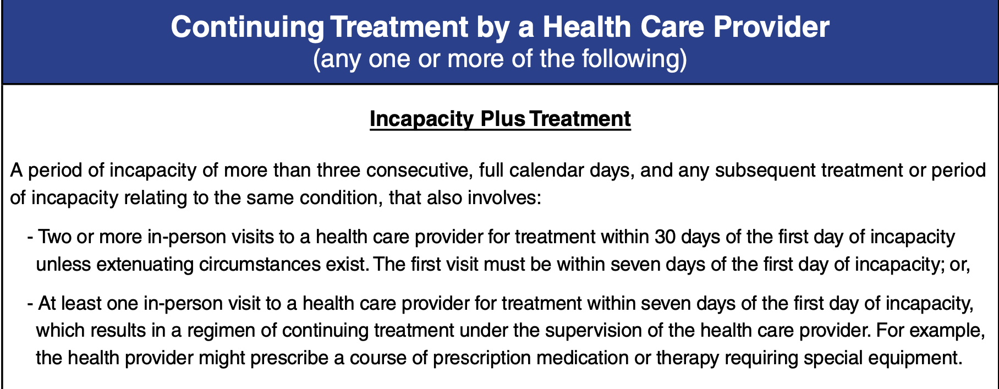 Continuing Treatment by a Health Care Provider
(any one or more of the following)
Incapacity Plus Treatment
A period of incapacity of more than three consecutive, full calendar days, and any subsequent treatment or period
of incapacity relating to the same condition, that also involves:
- Two or more in-person visits to a health care provider for treatment within 30 days of the first day of incapacity
unless extenuating circumstances exist. The first visit must be within seven days of the first day of incapacity; or,
- At least one in-person visit to a health care provider for treatment within seven days of the first day of incapacity,
which results in a regimen of continuing treatment under the supervision of the health care provider. For example,
the health provider might prescribe a course of prescription medication or therapy requiring special equipment.